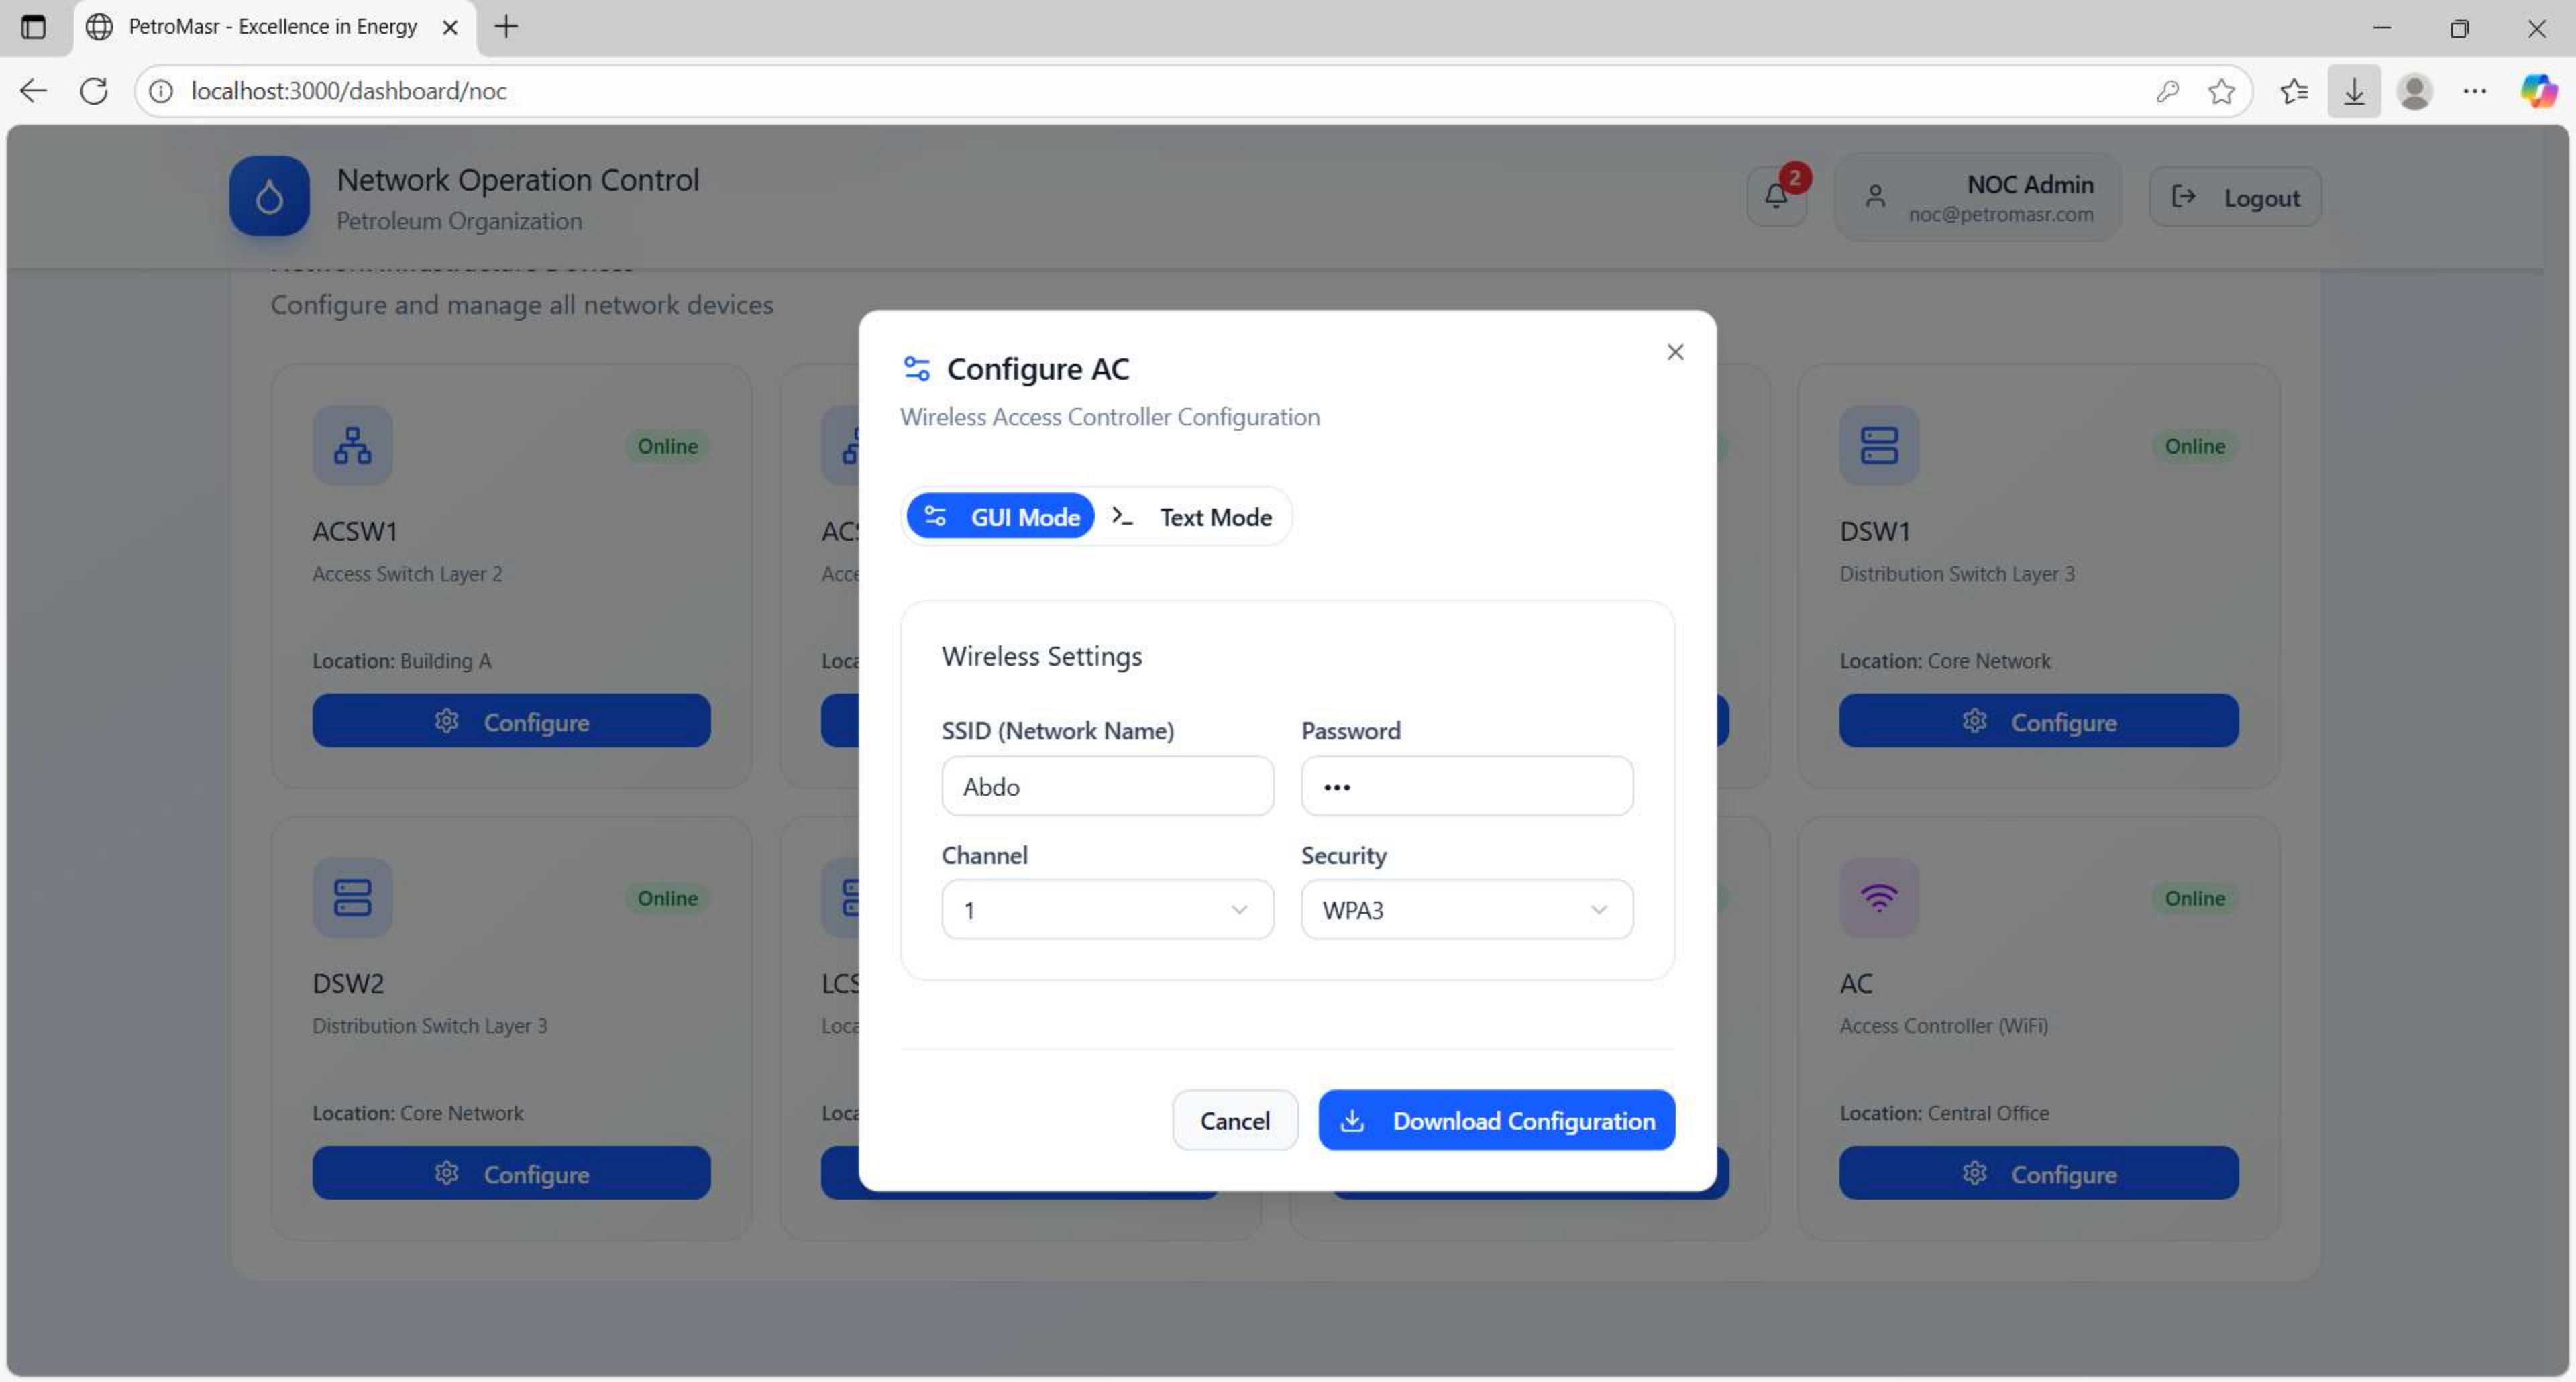 PetroMasr - Excellence in Energy
localhost:3000/dashboard/noc
Network Operation Control
Petroleum Organization
2
NOC Admin
noc@petromasr.com
Logout
Configure and manage all network devices
Online
ACSW1
Access Switch Layer 2
Location: Building A
Configure
Online
DSW1
Distribution Switch Layer 3
Location: Core Network
Configure
Online
DSW2
Distribution Switch Layer 3
Location: Core Network
Configure
Online
AC
Access Controller (WiFi)
Location: Central Office
Configure
Configure AC
Wireless Access Controller Configuration
GUI Mode
Text Mode
Wireless Settings
SSID (Network Name)
Password
Abdo
•••
Channel
Security
1
WPA3
Cancel
Download Configuration